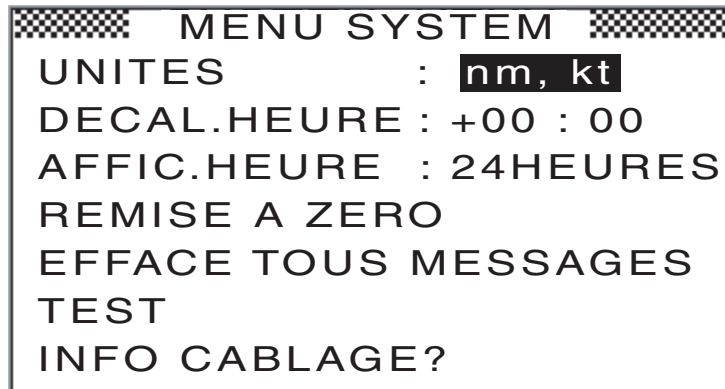 MENU SYSTEM
UNITES : nm, kt
DECAL.HEURE : +00 : 00
AFFIC.HEURE : 24HEURES
REMISE A ZERO
EFFACE TOUS MESSAGES
TEST
INFO CABLAGE?